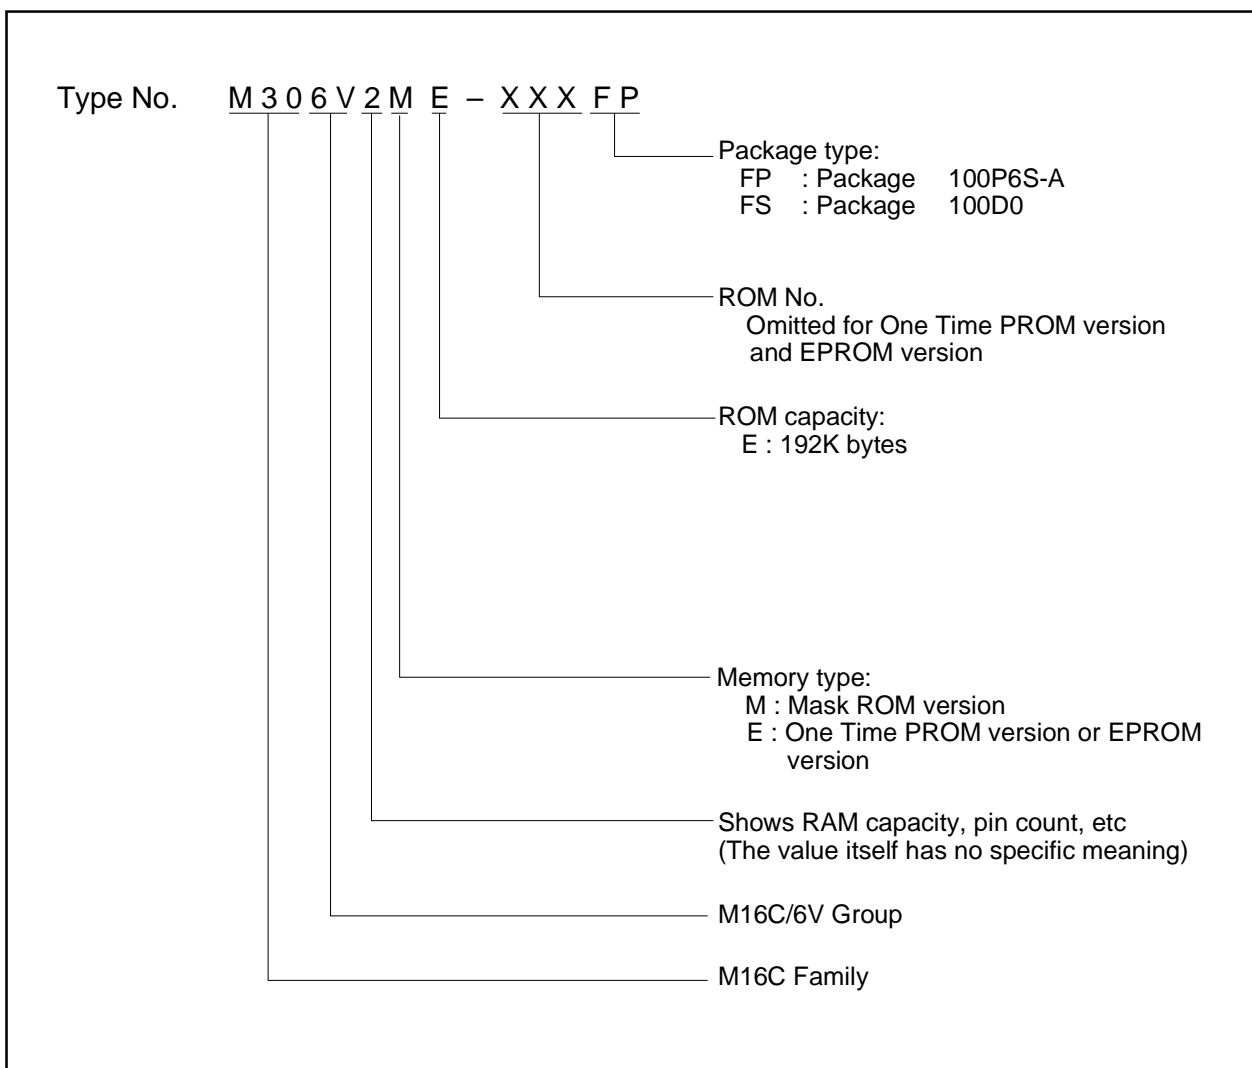 Type No. M306V2ME – XXXFP
Package type:
FP : Package 100P6S-A
FS : Package 100D0
ROM No.
Omitted for One Time PROM version
and EPROM version
ROM capacity:
E : 192K bytes
Memory type:
M : Mask ROM version
E : One Time PROM version or EPROM
version
Shows RAM capacity, pin count, etc
(The value itself has no specific meaning)
M16C/6V Group
M16C Family